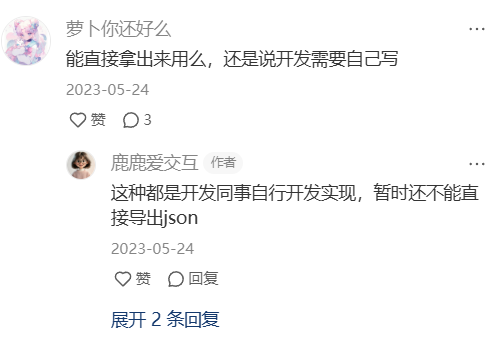 萝卜你还好么
能直接拿出来用么，还是说开发需要自己写
2023-05-24
赞 3
鹿鹿爱交互 作者
这种都是开发同事自行开发实现，暂时还不能直
接导出json
2023-05-24
赞 回复
展开 2 条回复